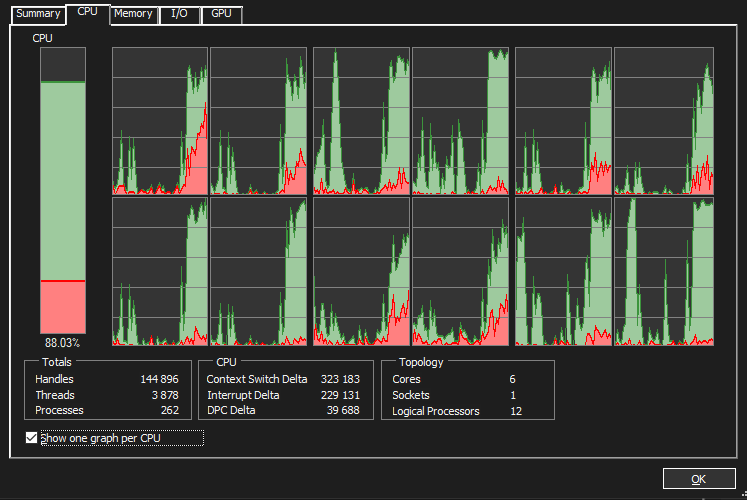 Summary CPU Memory I/O GPU
CPU
88.03%
Totals
Handles 144 896
Threads 3 878
Processes 262
CPU
Context Switch Delta 323 183
Interrupt Delta 229 131
DPC Delta 39 688
Topology
Cores 6
Sockets 1
Logical Processors 12
Show one graph per CPU
OK